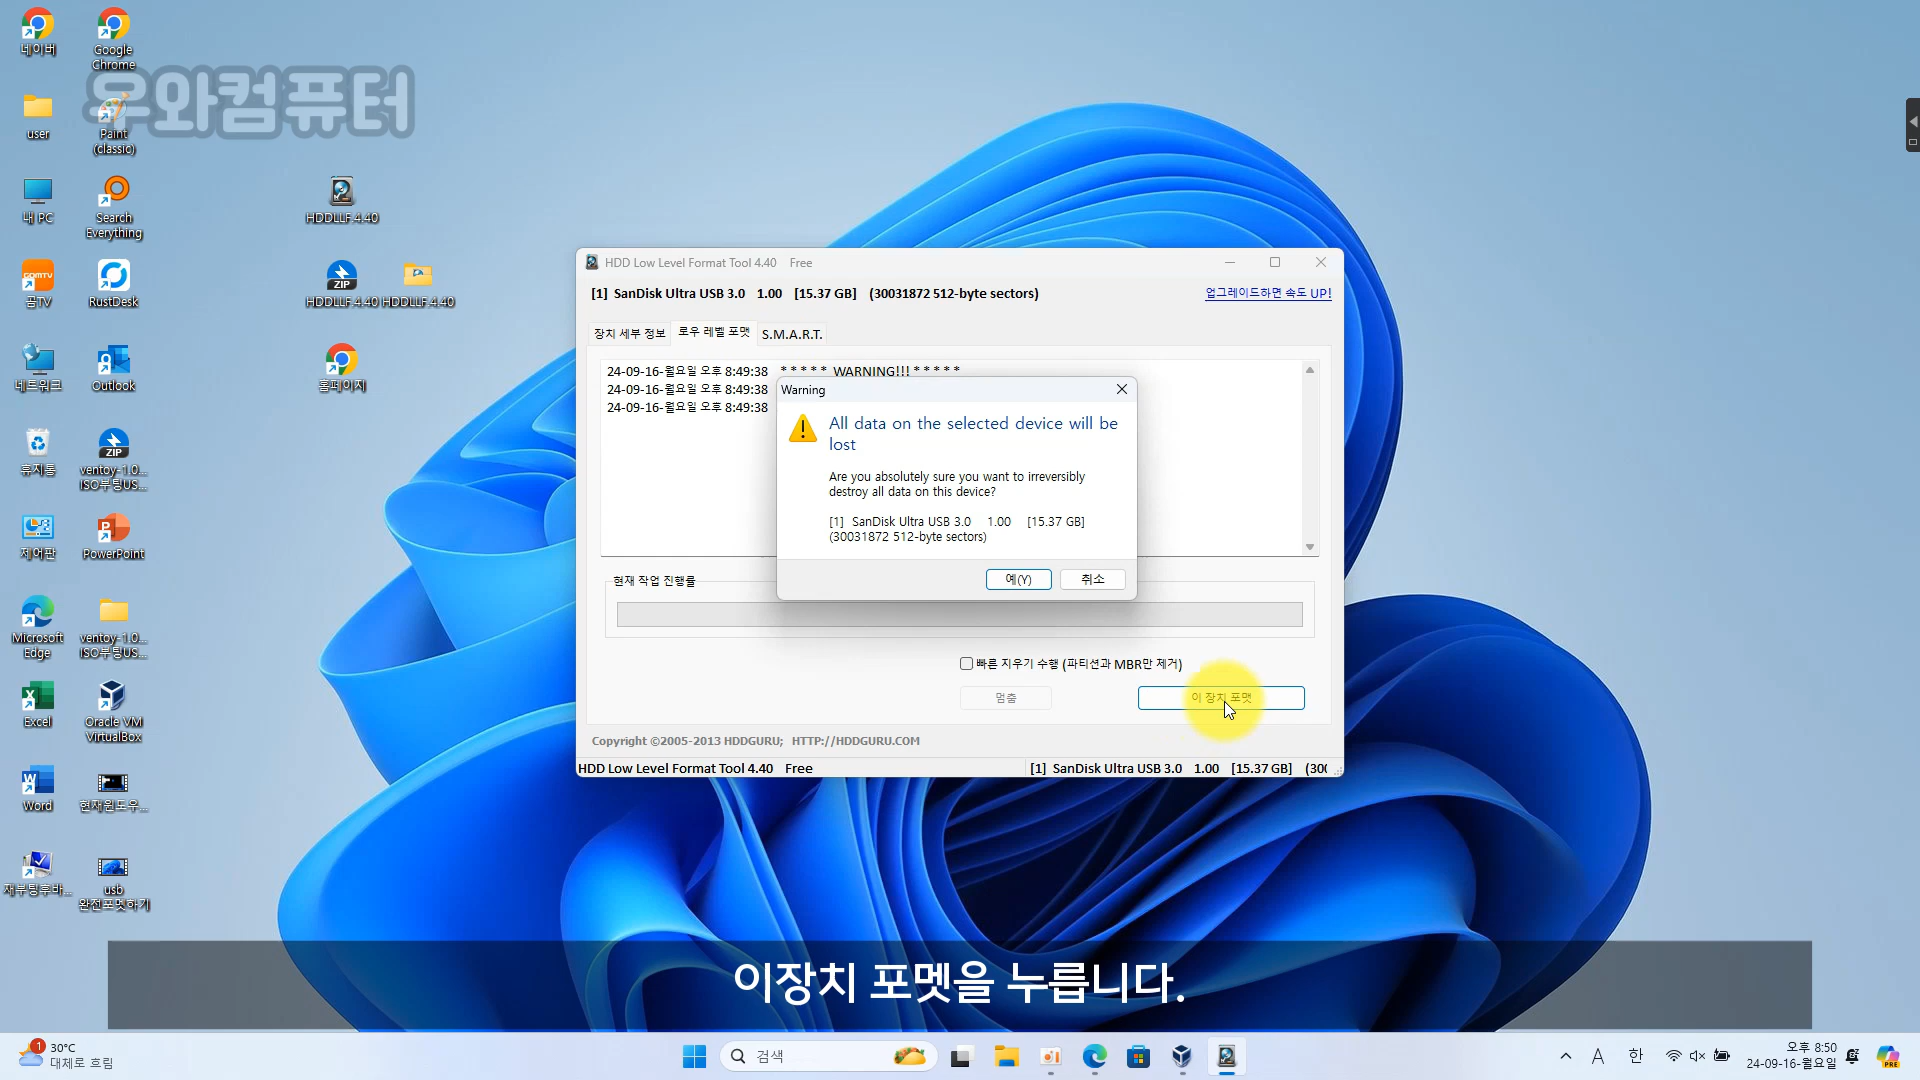 네이버
Google
Chrome
우와컴퓨터
user
Paint
(classic)
내 PC
Search
Everything
HDDLLF.4.40
GOMTV
곰TV
RustDesk
ZIP
HDDLLF.4.40
HDDLLF.4.40
네트워크
Outlook
홈페이지
휴지통
ZIP
ventoy-1.0...
ISO부팅US...
제어판
PowerPoint
Microsoft
Edge
ventoy-1.0...
ISO부팅US...
Excel
Oracle VM
VirtualBox
Word
현재윈도우...
재부팅후바...
usb
완전포멧하기
HDD Low Level Format Tool 4.40 Free
[1] SanDisk Ultra USB 3.0 1.00 [15.37 GB] (30031872 512-byte sectors)
업그레이드하면 속도 UP!
장치 세부 정보
로우 레벨 포맷
S.M.A.R.T.
24-09-16-월요일 오후 8:49:38 * * * * * WARNING!!! * * * * *
24-09-16-월요일 오후 8:49:38
24-09-16-월요일 오후 8:49:38
Warning
All data on the selected device will be
lost
Are you absolutely sure you want to irreversibly
destroy all data on this device?
[1] SanDisk Ultra USB 3.0 1.00 [15.37 GB]
(30031872 512-byte sectors)
예(Y)
취소
현재 작업 진행률
빠른 지우기 수행 (파티션과 MBR만 제거)
멈춤
이 장치 포맷
Copyright ©2005-2013 HDDGURU; HTTP://HDDGURU.COM
HDD Low Level Format Tool 4.40 Free
[1] SanDisk Ultra USB 3.0 1.00 [15.37 GB] (300
이장치 포멧을 누릅니다.
1
30°C
대체로 흐림
검색
A
한
오후 8:50
24-09-16-월요일
PRE